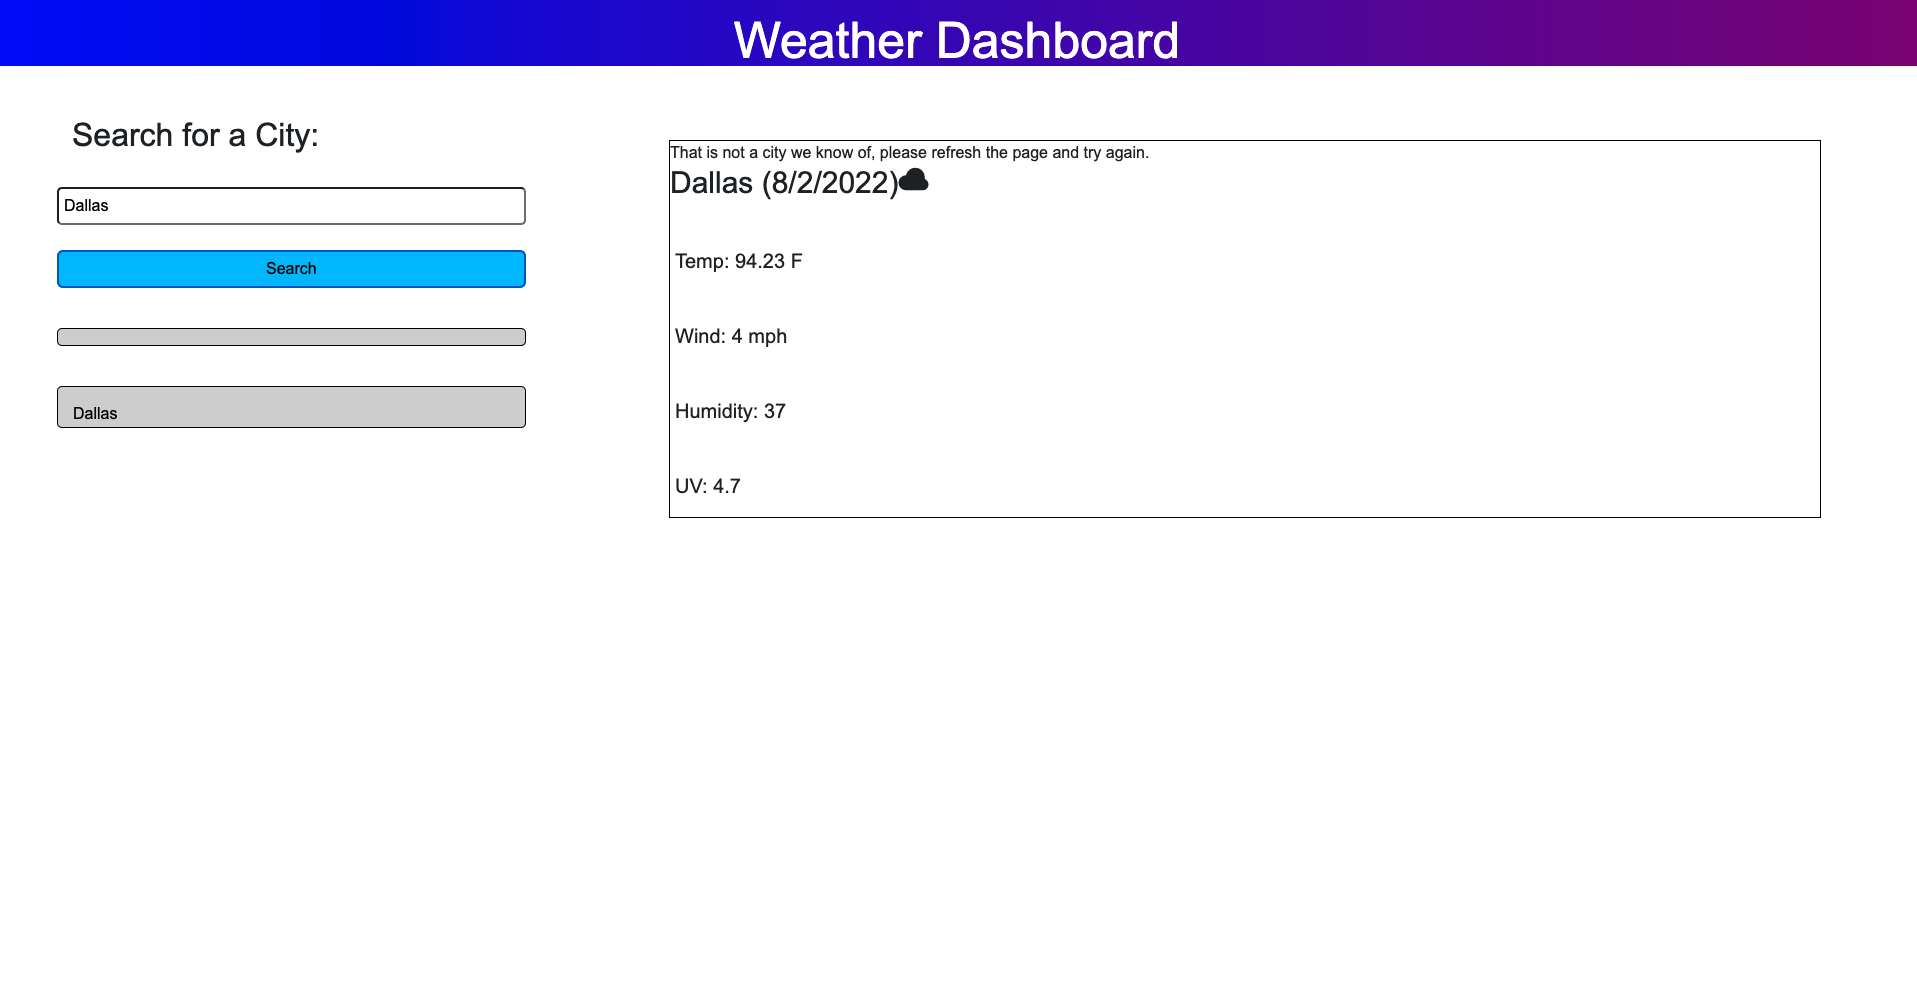 Weather Dashboard
Search for a City:
Dallas
Search
Dallas
That is not a city we know of, please refresh the page and try again.
Dallas (8/2/2022)
Temp: 94.23 F
Wind: 4 mph
Humidity: 37
UV: 4.7